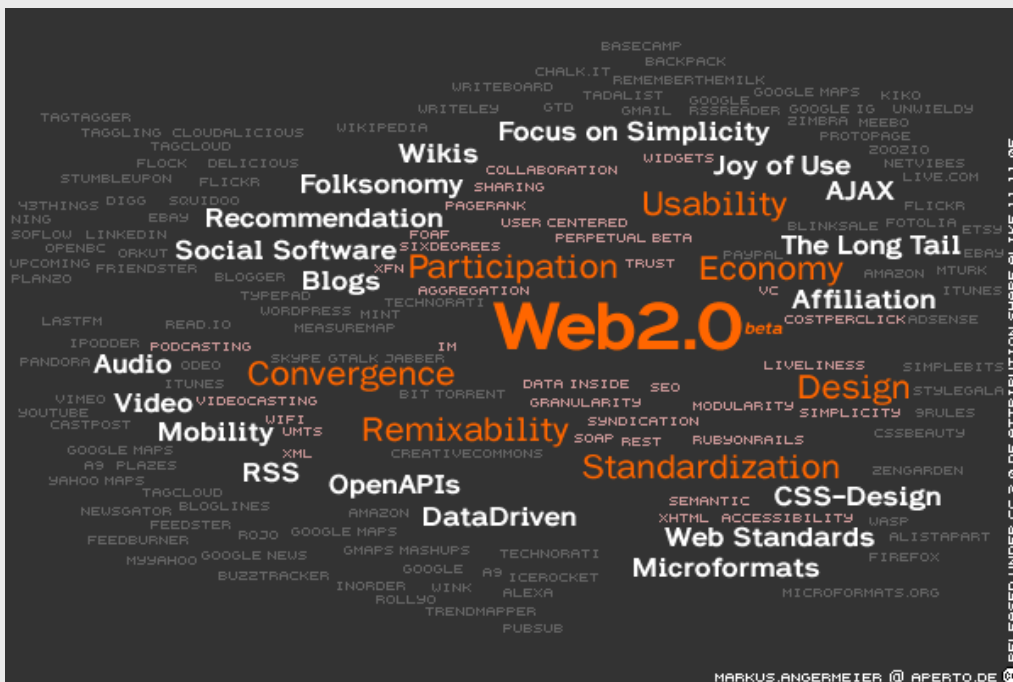 BASECAMP
BACKPACK
CHALK.IT REMEMBERTHEMILK
WRITEBOARD TADALIST GOOGLE GOOGLE MAPS KIKO
WRITELEY GTD GMAIL RSSREADER GOOGLE IG UNWIELDY
TAGTAGGER ZIMBRA MEEBO
TAGGLING CLOUDALICIOUS WIKIPEDIA Focus on Simplicity PROTOPAGE
TAGCLOUD Wikis WIDGETS Joy of Use ZOOZIO
FLOCK DELICIOUS COLLABORATION NETVIBES
STUMBLEUPON FLICKR Folksonomy SHARING AJAX LIVE.COM
43THINGS DIGG SQUIDOO PAGERANK Usability FLICKR
NING EBAY Recommendation USER CENTERED BLINKSALE FOTOLIA ETSY
SOFLOW LINKEDIN FOAF PERPETUAL BETA
OPENBC ORKUT Social Software SIXDEGREES PAYPAL The Long Tail EBAY
UPCOMING FRIENDSTER XFN Participation TRUST Economy AMAZON MTURK
PLANZO BLOGGER Blogs AGGREGATION VC ITUNES
TYPEPAD TECHNORATI Affiliation
WORDPRESS MINT
LASTFM READ.IO MEASUREMAP Web2.0 beta COSTPERCLICK ADSENSE
IPODDER PODCASTING IM
PANDORA Audio ODEO SKYPE GTALK JABBER LIVELINESS SIMPLEBITS
ITUNES Convergence DATA INSIDE SEO Design STYLEGALA
VIMEO Video VIDEOCASTING BIT TORRENT GRANULARITY MODULARITY SIMPLICITY 9RULES
YOUTUBE WIFI SYNDICATION
CASTPOST Mobility UMTS Remixability SOAP REST RUBYONRAILS CSSBEAUTY
GOOGLE MAPS XML CREATIVECOMMONS
A9 PLAZES RSS Standardization ZENGARDEN
YAHOO MAPS OpenAPIs
TAGCLOUD SEMANTIC CSS-Design
NEWSGATOR BLOGLINES AMAZON DataDriven XHTML ACCESSIBILITY WASP
FEEDSTER ROJO GOOGLE MAPS Web Standards ALISTAPART
FEEDBURNER
MYYAHOO GOOGLE NEWS GMAPS MASHUPS TECHNORATI FIREFOX
BUZZTRACKER GOOGLE A9 ICEROCKET Microformats
INORDER WINK ALEXA MICROFORMATS.ORG
ROLLYO
TRENDMAPPER
PUBSUB
MARKUS.ANGERMEIER @ APERTO.DE